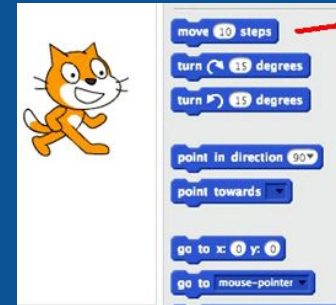 move 10 steps
turn 15 degrees
turn 15 degrees
point in direction 90
point towards
go to x: 0 y: 0
go to mouse-pointer